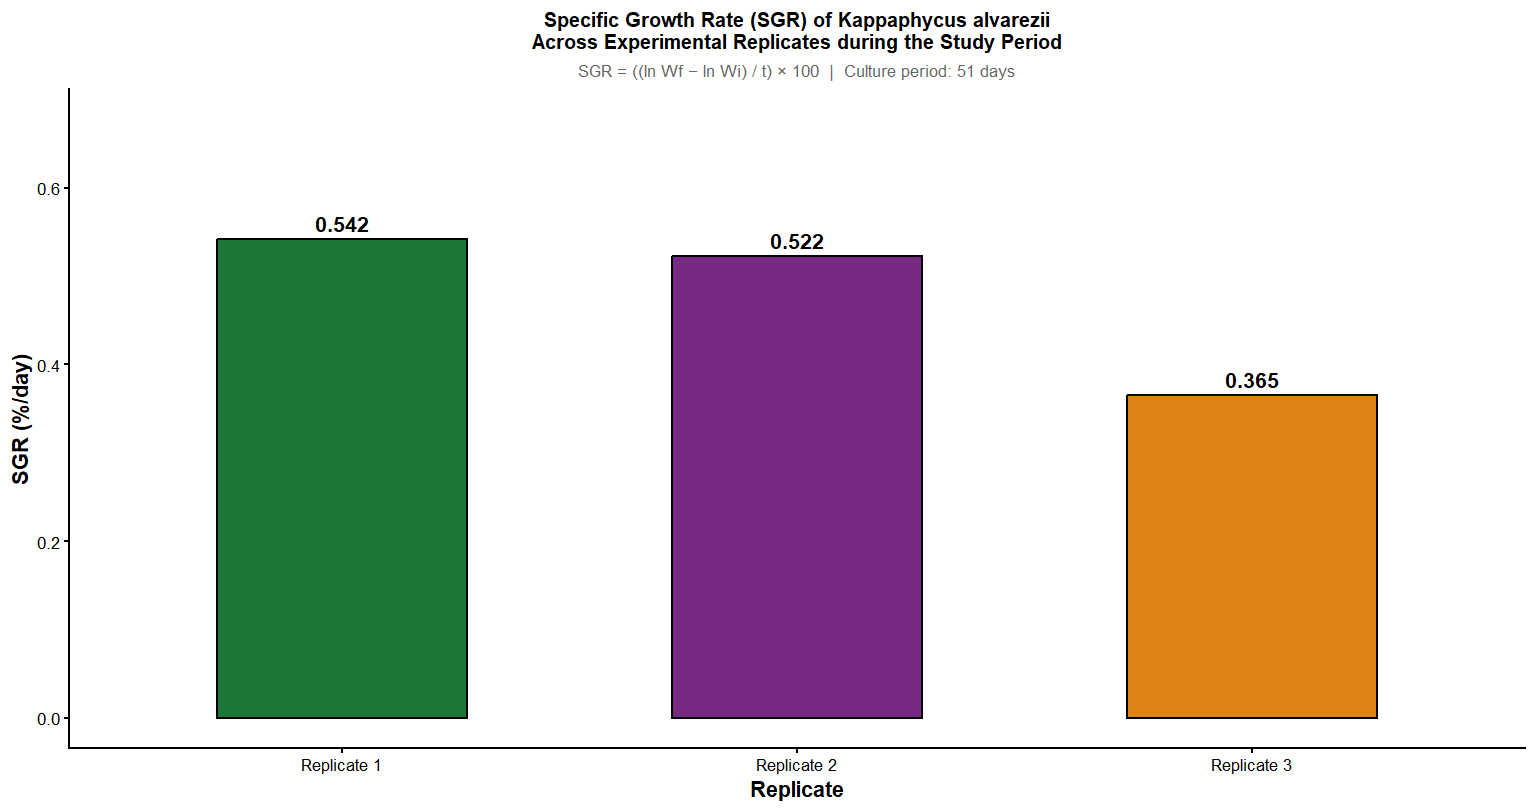 Specific Growth Rate (SGR) of Kappaphycus alvarezii
Across Experimental Replicates during the Study Period
SGR = ((ln Wf − ln Wi) / t) × 100  |  Culture period: 51 days
SGR (%/day)
0.6
0.4
0.2
0.0
0.542
0.522
0.365
Replicate 1
Replicate 2
Replicate 3
Replicate